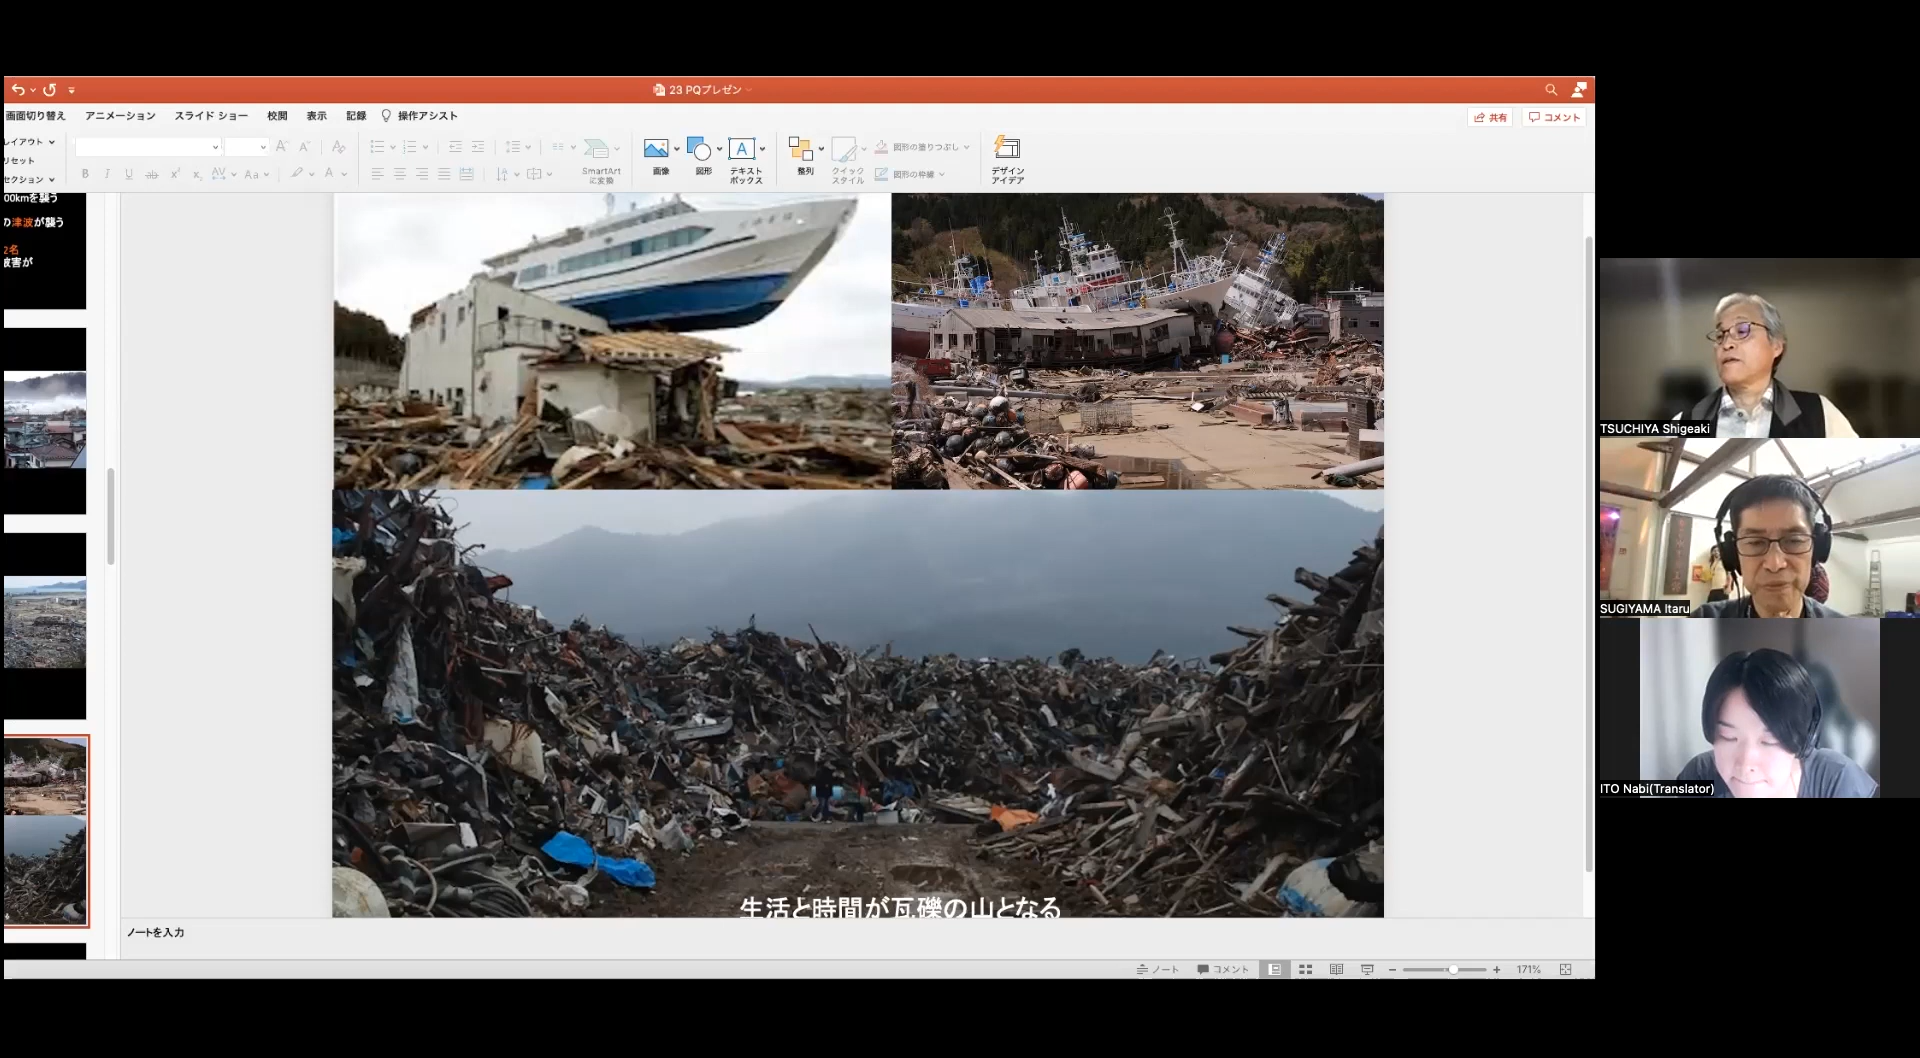 23 PQプレゼン
画面切り替え アニメーション スライド ショー 校閲 表示 記録 操作アシスト
共有 コメント
レイアウト
リセット
セクション
SmartArt
に変換
画像
図形
テキスト
ボックス
整列
クイック
スタイル
図形の塗りつぶし
図形の枠線
デザイン
アイデア
00kmを襲う
の津波が襲う
2名
被害が
生活と時間が瓦礫の山となる
ノートを入力
ノート コメント 171%
TSUCHIYA Shigeaki
SUGIYAMA Itaru
ITO Nabi(Translator)